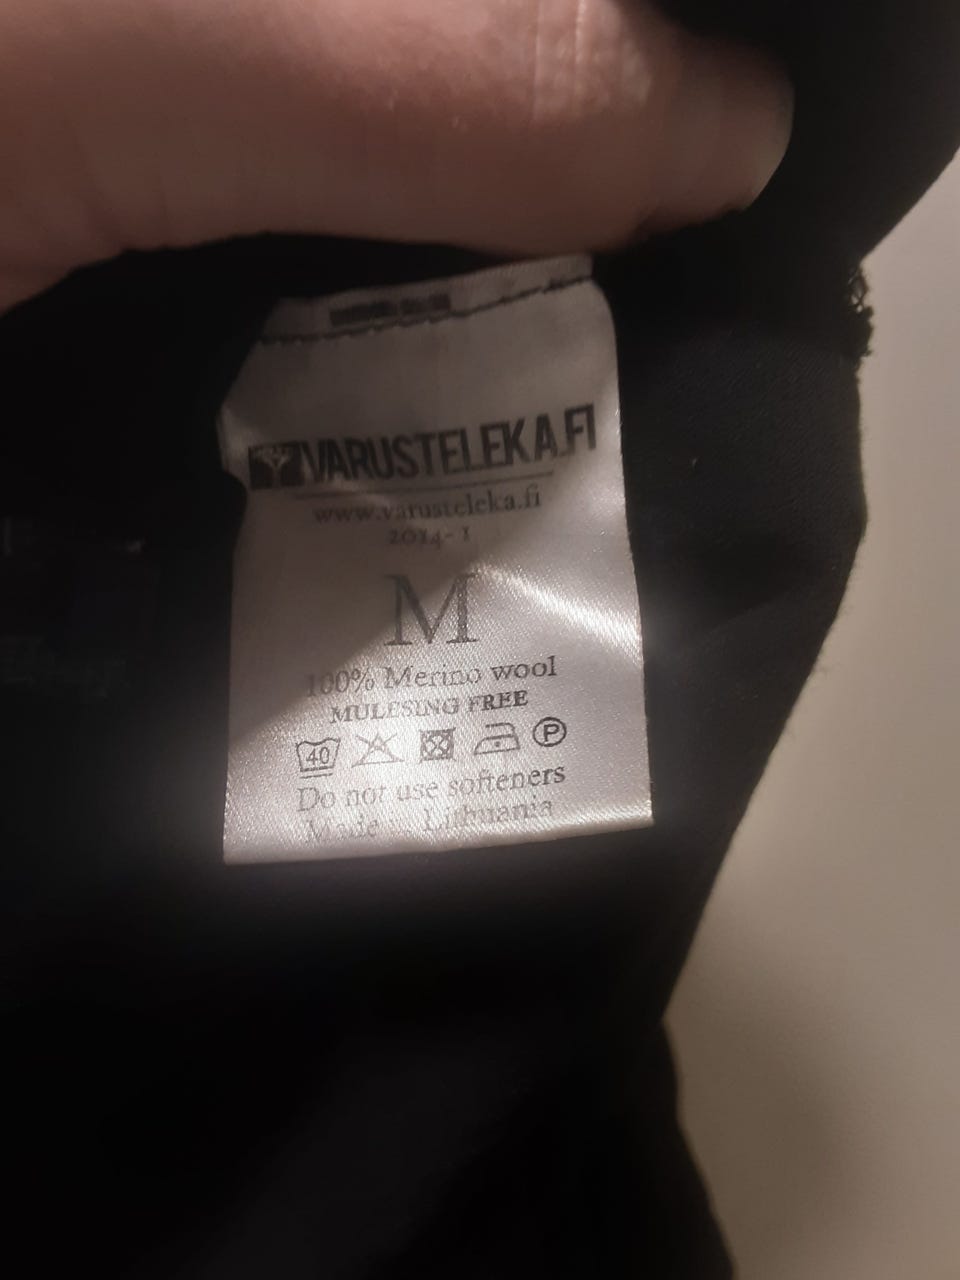 VARUSTELEKA.FI
www.varusteleka.fi
2014-1
M
100% Merino wool
MULESING FREE
40 P
Do not use softeners
Made Lithuania